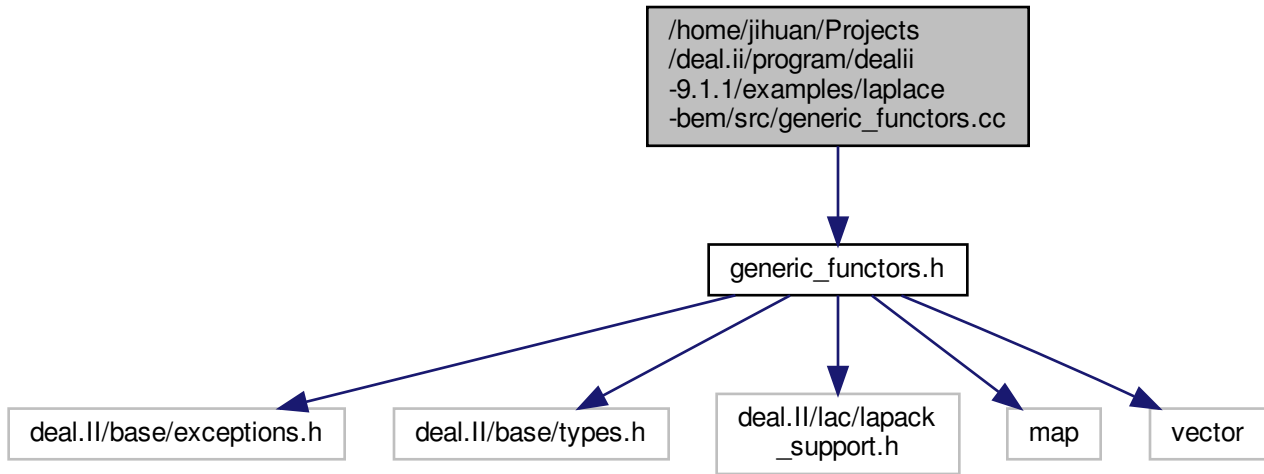 /home/jihuan/Projects
/deal.ii/program/dealii
-9.1.1/examples/laplace
-bem/src/generic_functors.cc
generic_functors.h
deal.II/base/exceptions.h
deal.II/base/types.h
deal.II/lac/lapack
_support.h
map
vector